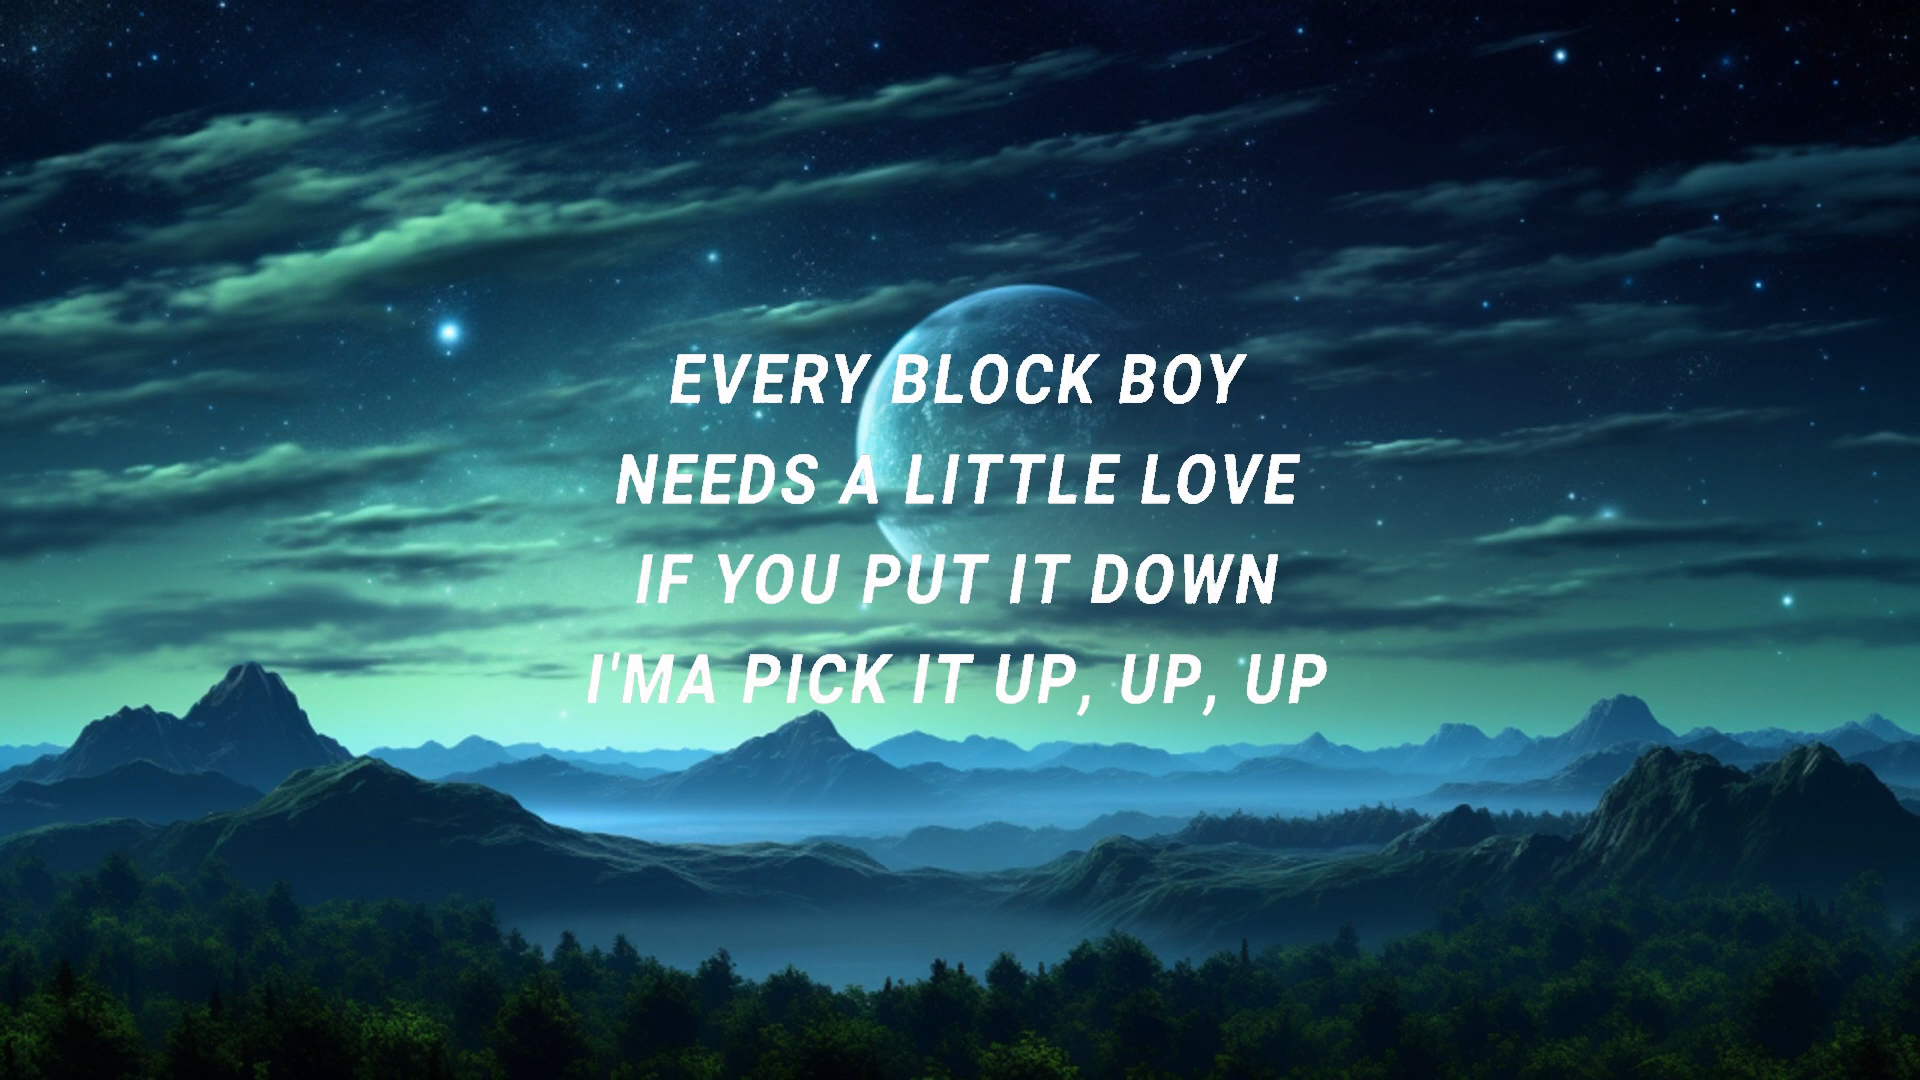 EVERY BLOCK BOY
NEEDS A LITTLE LOVE
IF YOU PUT IT DOWN
I'MA PICK IT UP, UP, UP